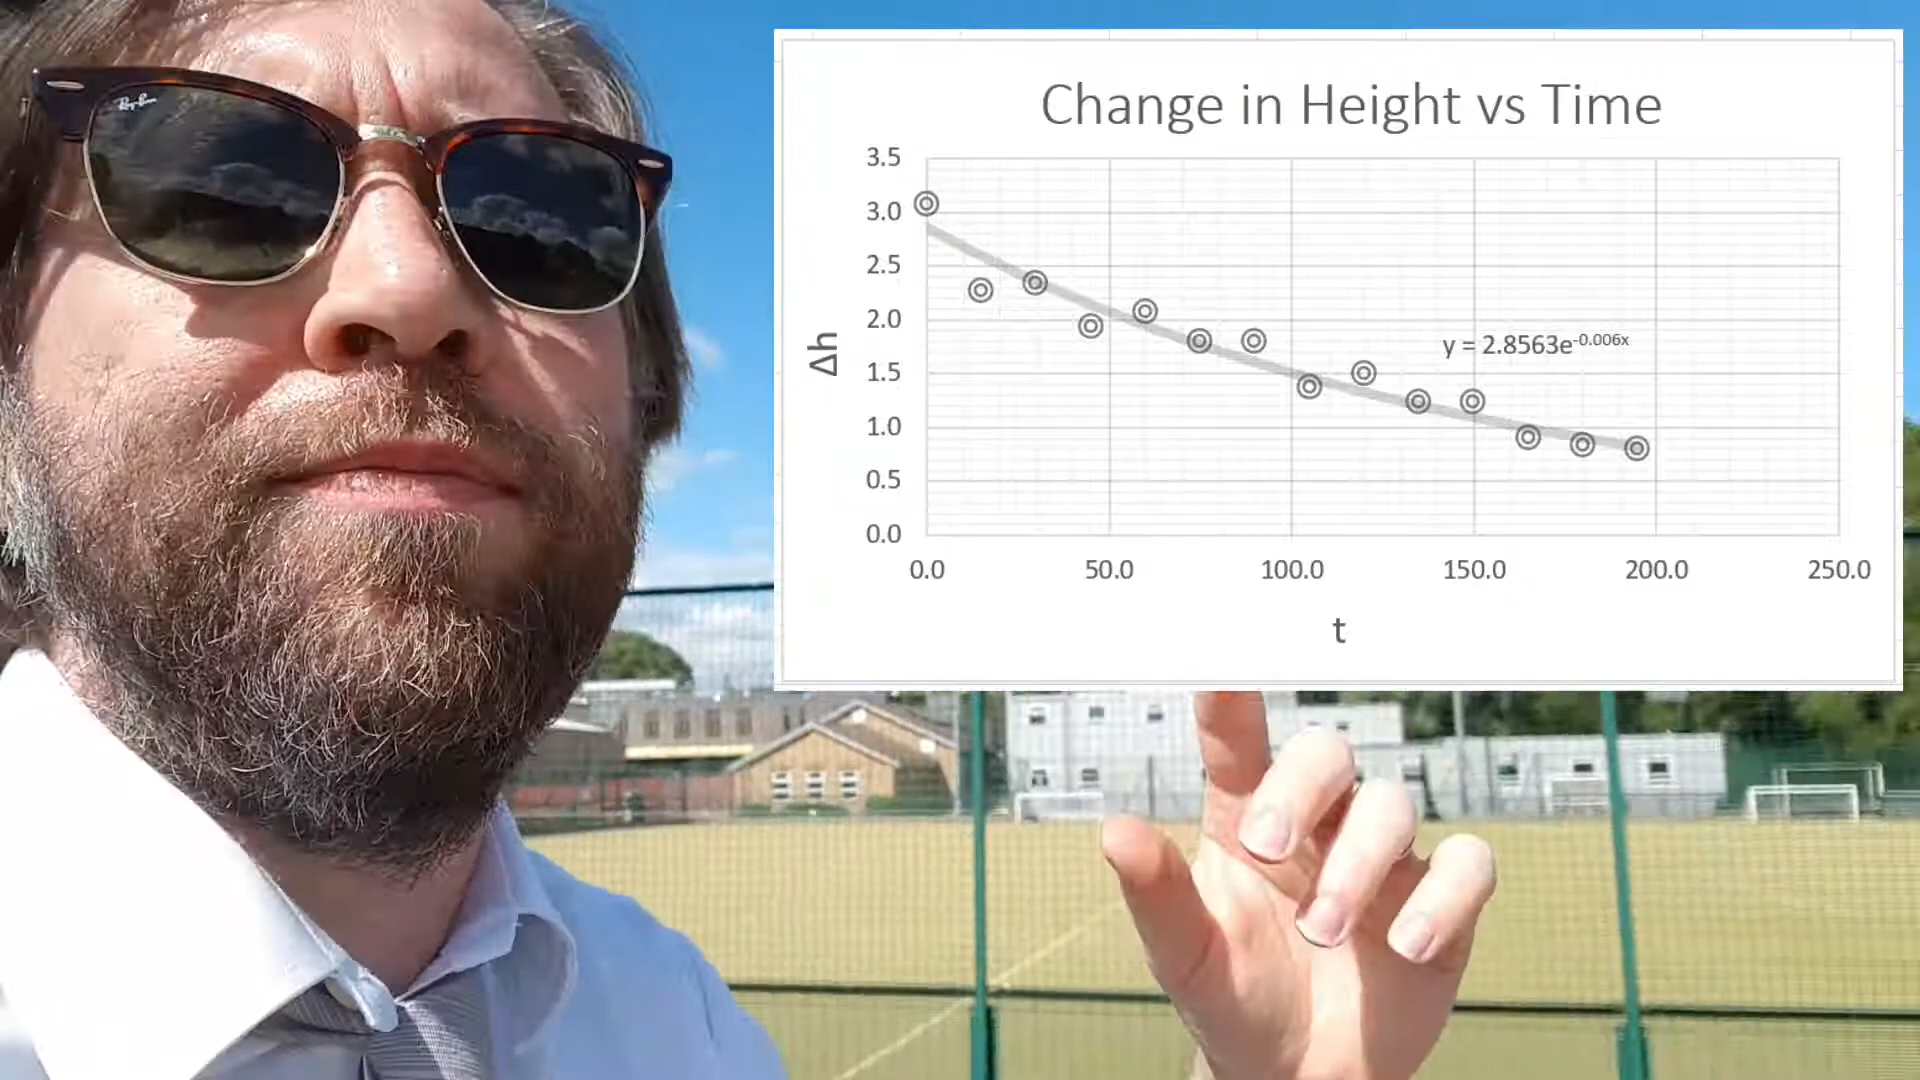 Ray-Ban
Change in Height vs Time
3.5
3.0
2.5
2.0
1.5
1.0
0.5
0.0
Δh
y = 2.8563e^-0.006x
0.0 50.0 100.0 150.0 200.0 250.0
t